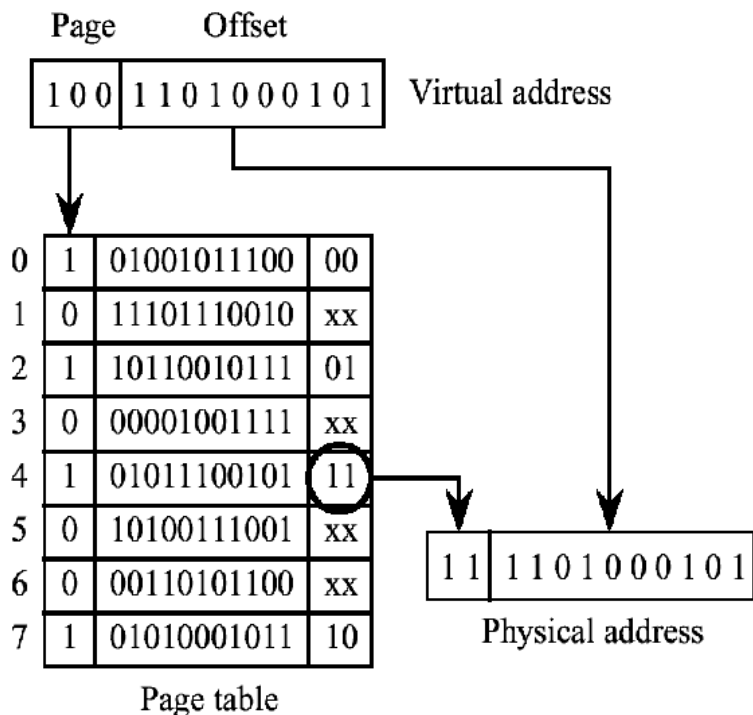 Page Offset
1 0 0 1 1 0 1 0 0 0 1 0 1 Virtual address
0 1 01001011100 00
1 0 11101110010 xx
2 1 10110010111 01
3 0 00001001111 xx
4 1 01011100101 11
5 0 10100111001 xx
6 0 00110101100 xx
7 1 01010001011 10
Page table
1 1 1 1 0 1 0 0 0 1 0 1
Physical address